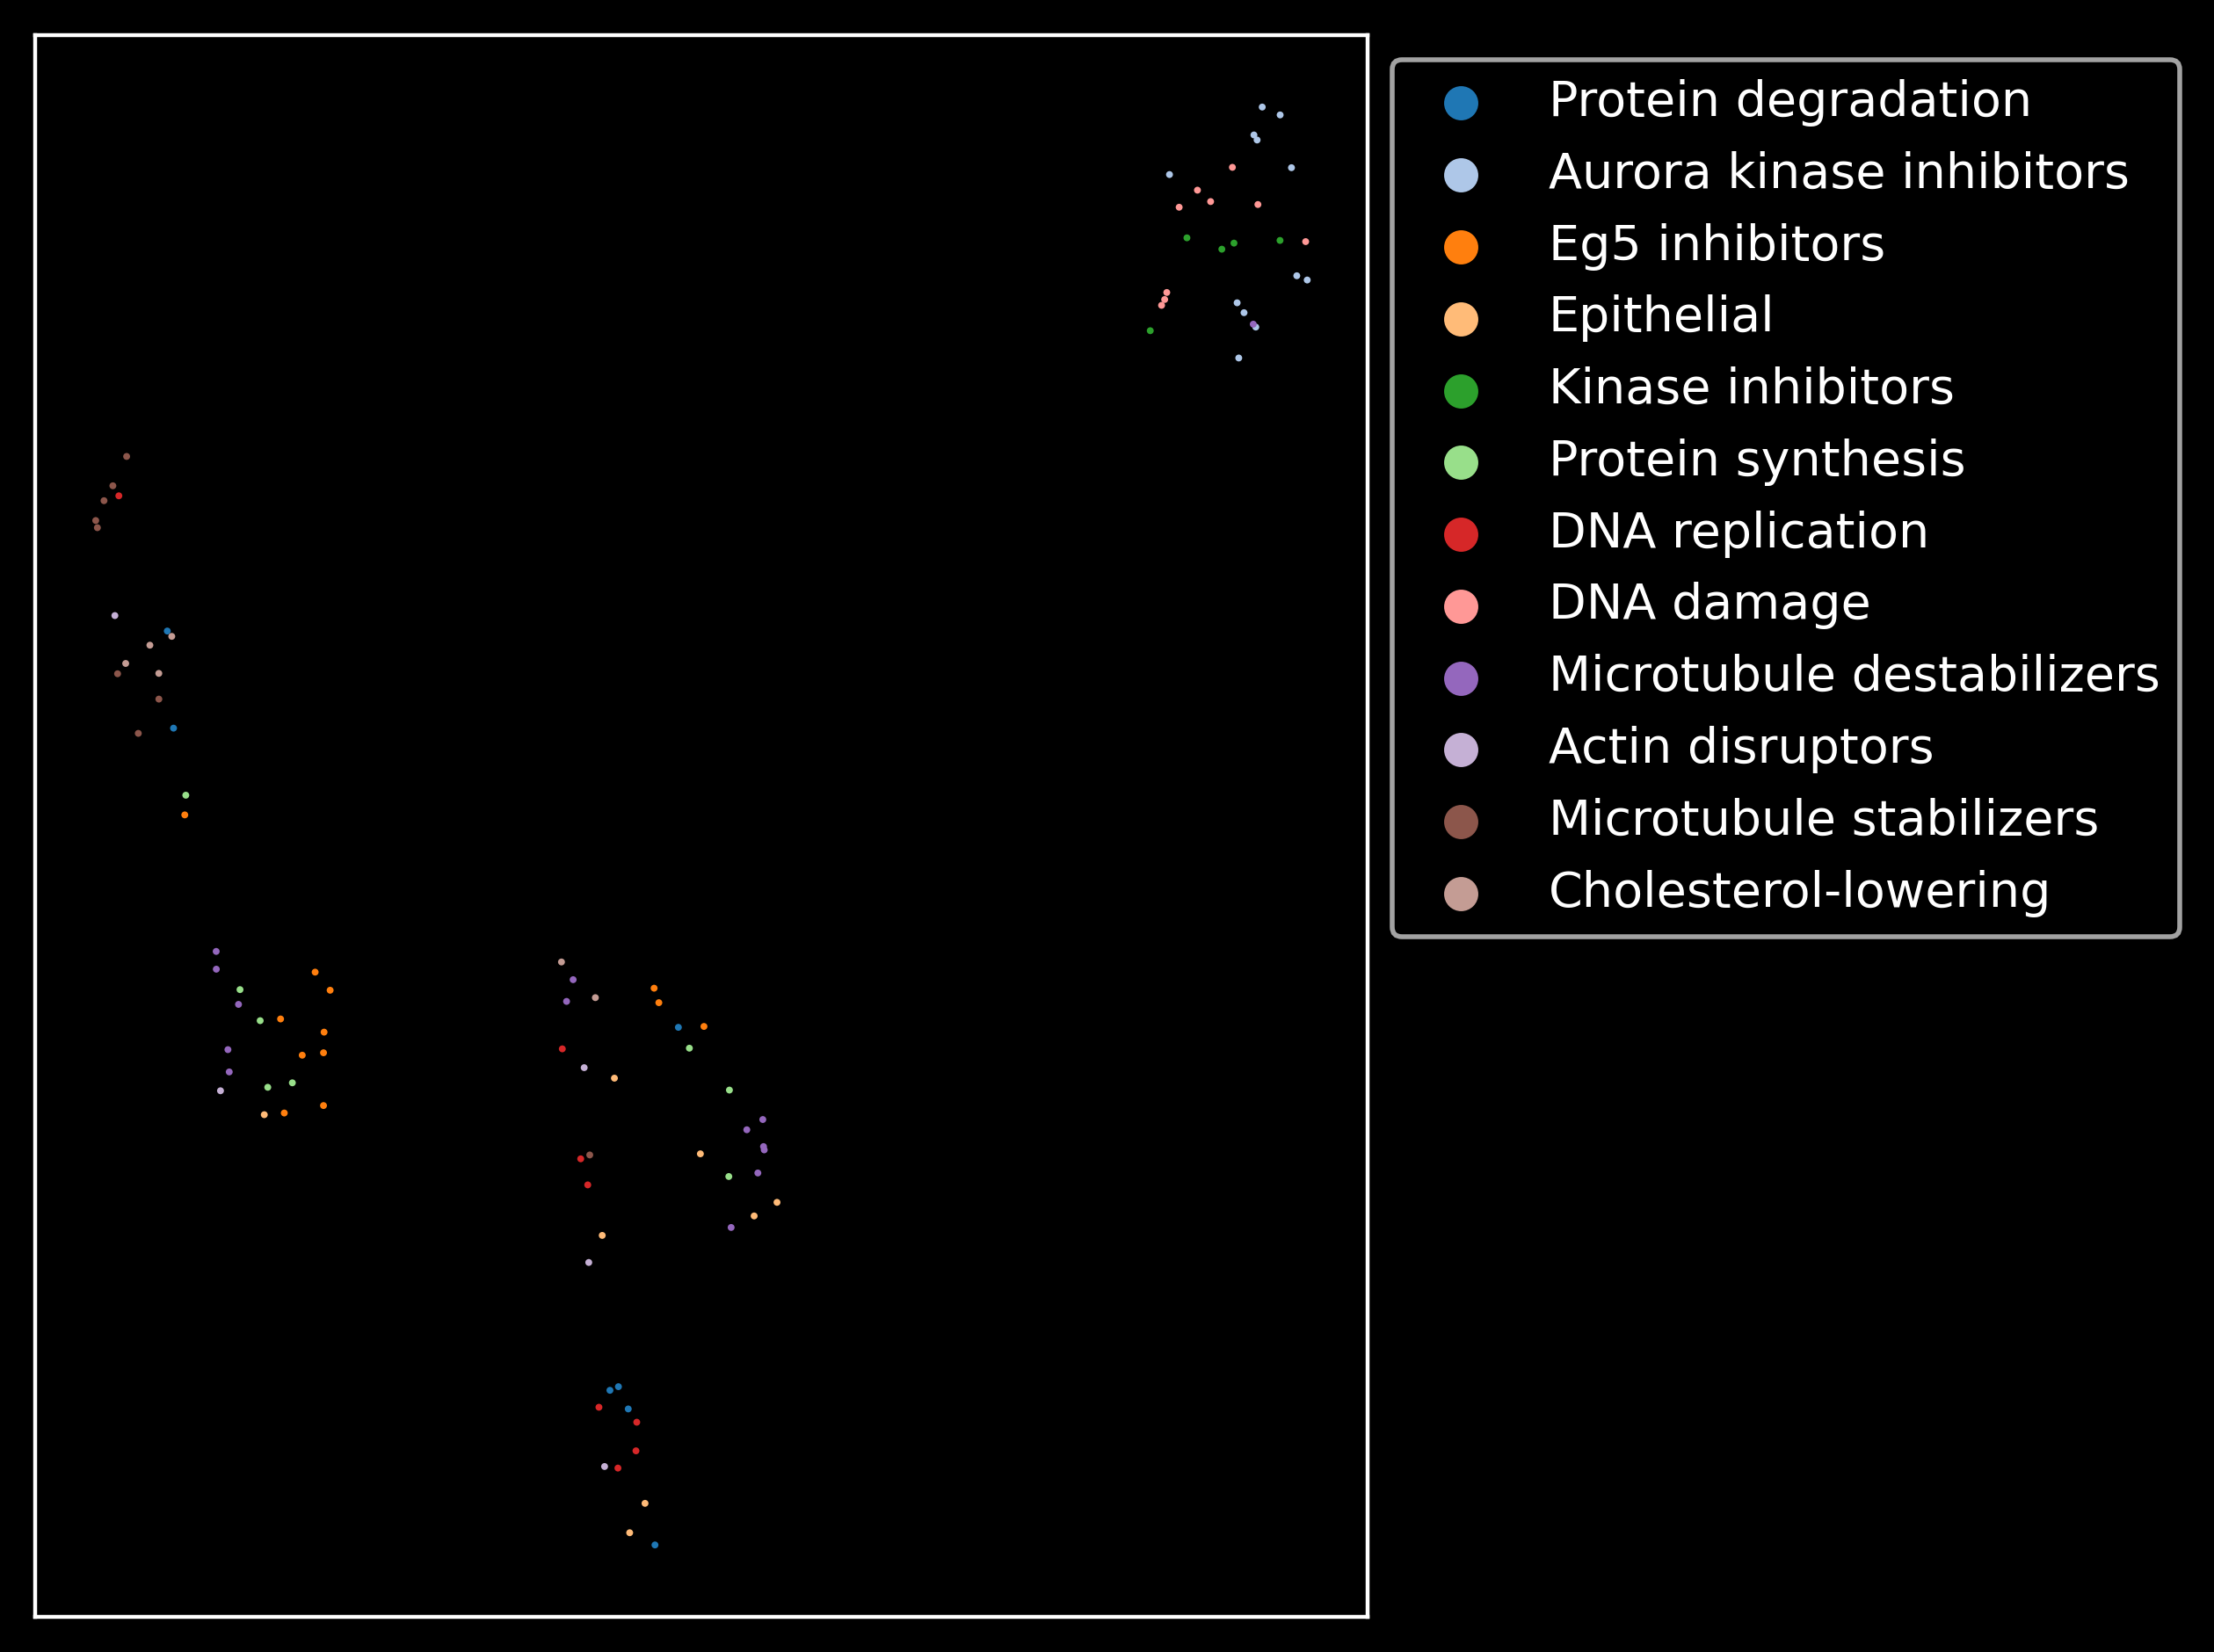 Protein degradation
Aurora kinase inhibitors
Eg5 inhibitors
Epithelial
Kinase inhibitors
Protein synthesis
DNA replication
DNA damage
Microtubule destabilizers
Actin disruptors
Microtubule stabilizers
Cholesterol-lowering